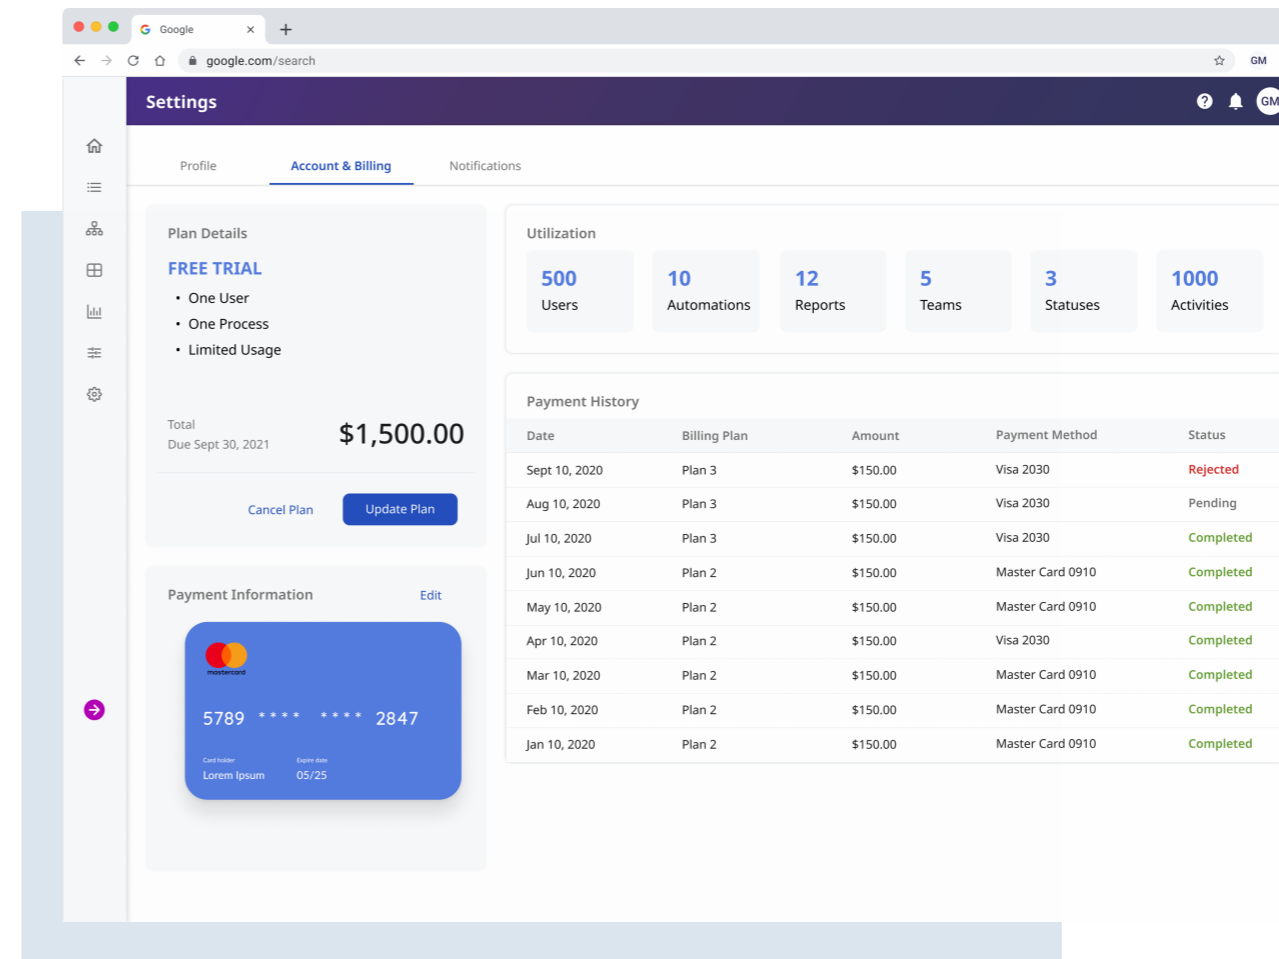 Google
google.com/search
GM
Settings
GM
Profile
Account & Billing
Notifications
Plan Details
FREE TRIAL
• One User
• One Process
• Limited Usage
Total
Due Sept 30, 2021
$1,500.00
Cancel Plan
Update Plan
Payment Information
Edit
mastercard
5789 **** **** 2847
Card holder
Expire date
Lorem Ipsum
05/25
Utilization
500
Users
10
Automations
12
Reports
5
Teams
3
Statuses
1000
Activities
Payment History
Date Billing Plan Amount Payment Method Status
Sept 10, 2020 Plan 3 $150.00 Visa 2030 Rejected
Aug 10, 2020 Plan 3 $150.00 Visa 2030 Pending
Jul 10, 2020 Plan 3 $150.00 Visa 2030 Completed
Jun 10, 2020 Plan 2 $150.00 Master Card 0910 Completed
May 10, 2020 Plan 2 $150.00 Master Card 0910 Completed
Apr 10, 2020 Plan 2 $150.00 Visa 2030 Completed
Mar 10, 2020 Plan 2 $150.00 Master Card 0910 Completed
Feb 10, 2020 Plan 2 $150.00 Master Card 0910 Completed
Jan 10, 2020 Plan 2 $150.00 Master Card 0910 Completed